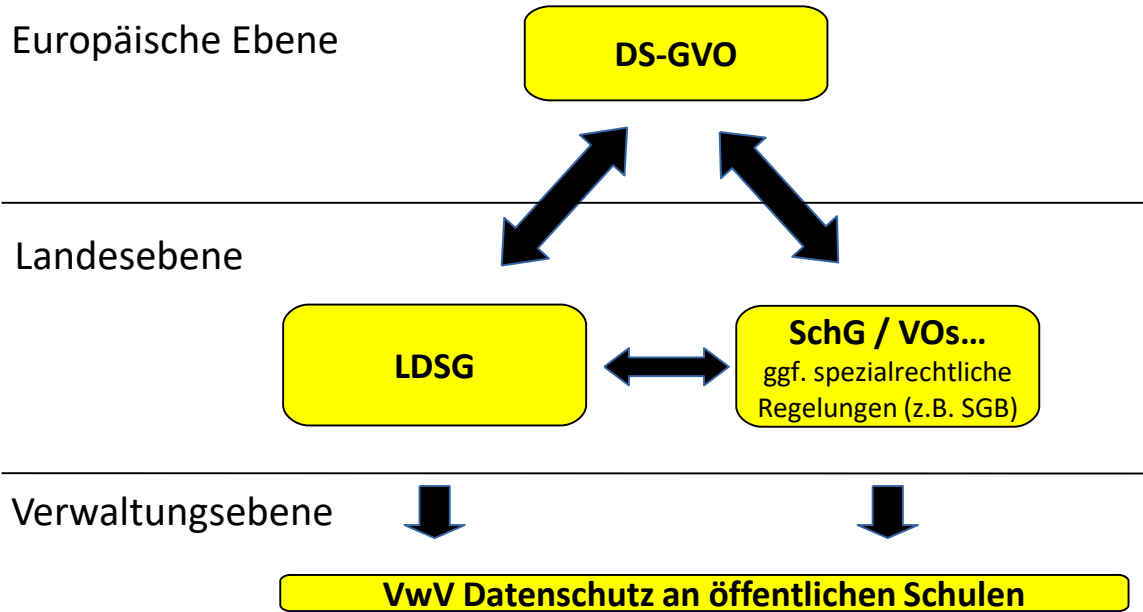 Europäische Ebene
DS-GVO
Landesebene
LDSG
SchG / VOs...
ggf. spezialrechtliche
Regelungen (z.B. SGB)
Verwaltungsebene
VwV Datenschutz an öffentlichen Schulen